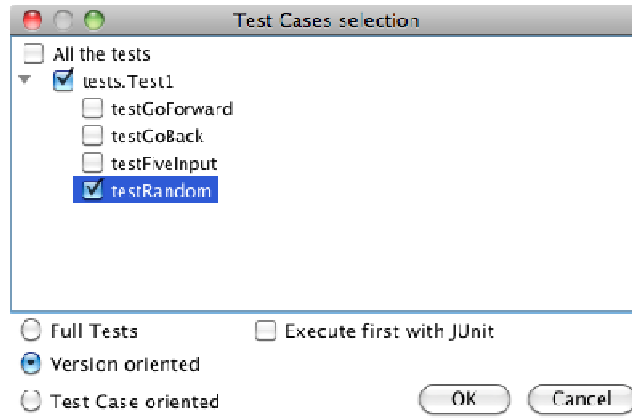 Test Cases selection
All the tests
tests.Test1
testGoForward
testGoBack
testFiveInput
testRandom
Full Tests
Execute first with JUnit
Version oriented
Test Case oriented
OK
Cancel